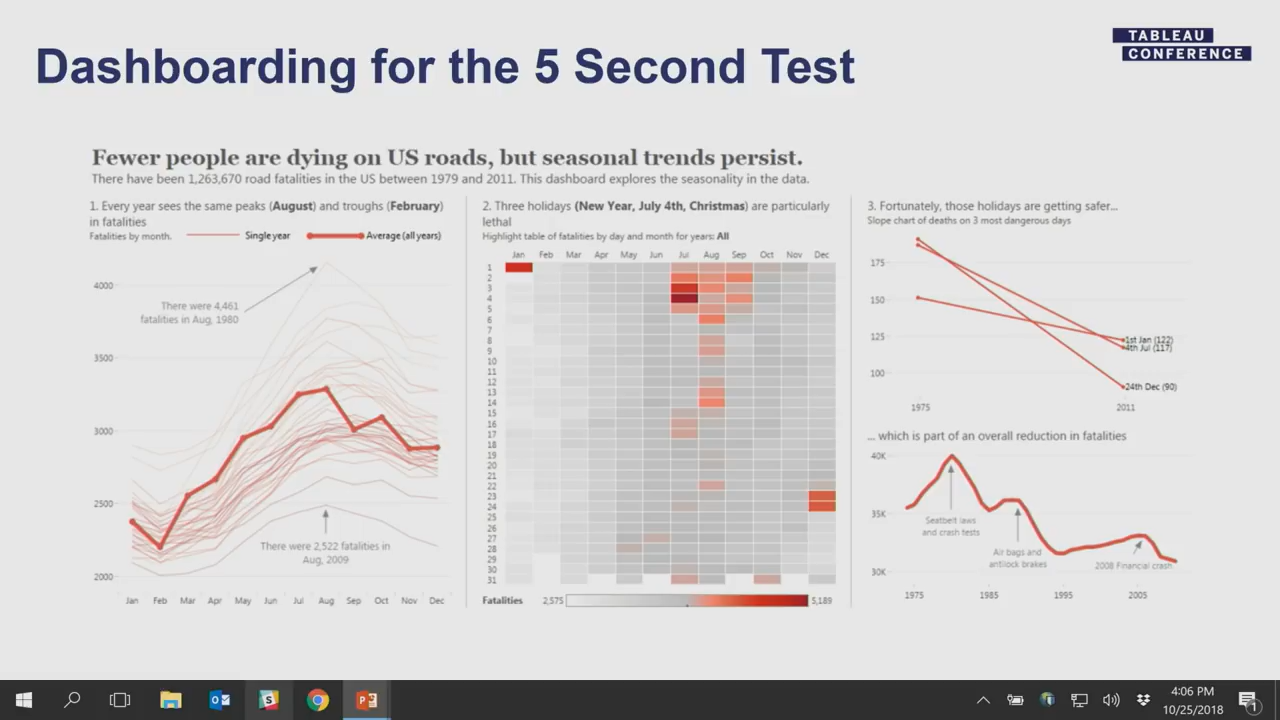 Dashboarding for the 5 Second Test
TABLEAU
CONFERENCE
Fewer people are dying on US roads, but seasonal trends persist.
There have been 1,263,670 road fatalities in the US between 1979 and 2011. This dashboard explores the seasonality in the data.
1. Every year sees the same peaks (August) and troughs (February)
in fatalities
Fatalities by month.
Single year
Average (all years)
There were 4,461
fatalities in Aug, 1980
4000
3500
3000
2500
2000
There were 2,522 fatalities in
Aug, 2009
Jan Feb Mar Apr May Jun Jul Aug Sep Oct Nov Dec
2. Three holidays (New Year, July 4th, Christmas) are particularly
lethal
Highlight table of fatalities by day and month for years: All
Jan Feb Mar Apr May Jun Jul Aug Sep Oct Nov Dec
1
2
3
4
5
6
7
8
9
10
11
12
13
14
15
16
17
18
19
20
21
22
23
24
25
26
27
28
29
30
31
Fatalities 2,575 5,189
3. Fortunately, those holidays are getting safer...
Slope chart of deaths on 3 most dangerous days
175
150
125
100
1st Jan (122)
4th Jul (117)
24th Dec (90)
1975 2011
... which is part of an overall reduction in fatalities
40K
35K
30K
Seatbelt laws
and crash tests
Air bags and
antilock brakes
2008 Financial crash
1975 1985 1995 2005
4:06 PM
10/25/2018
1